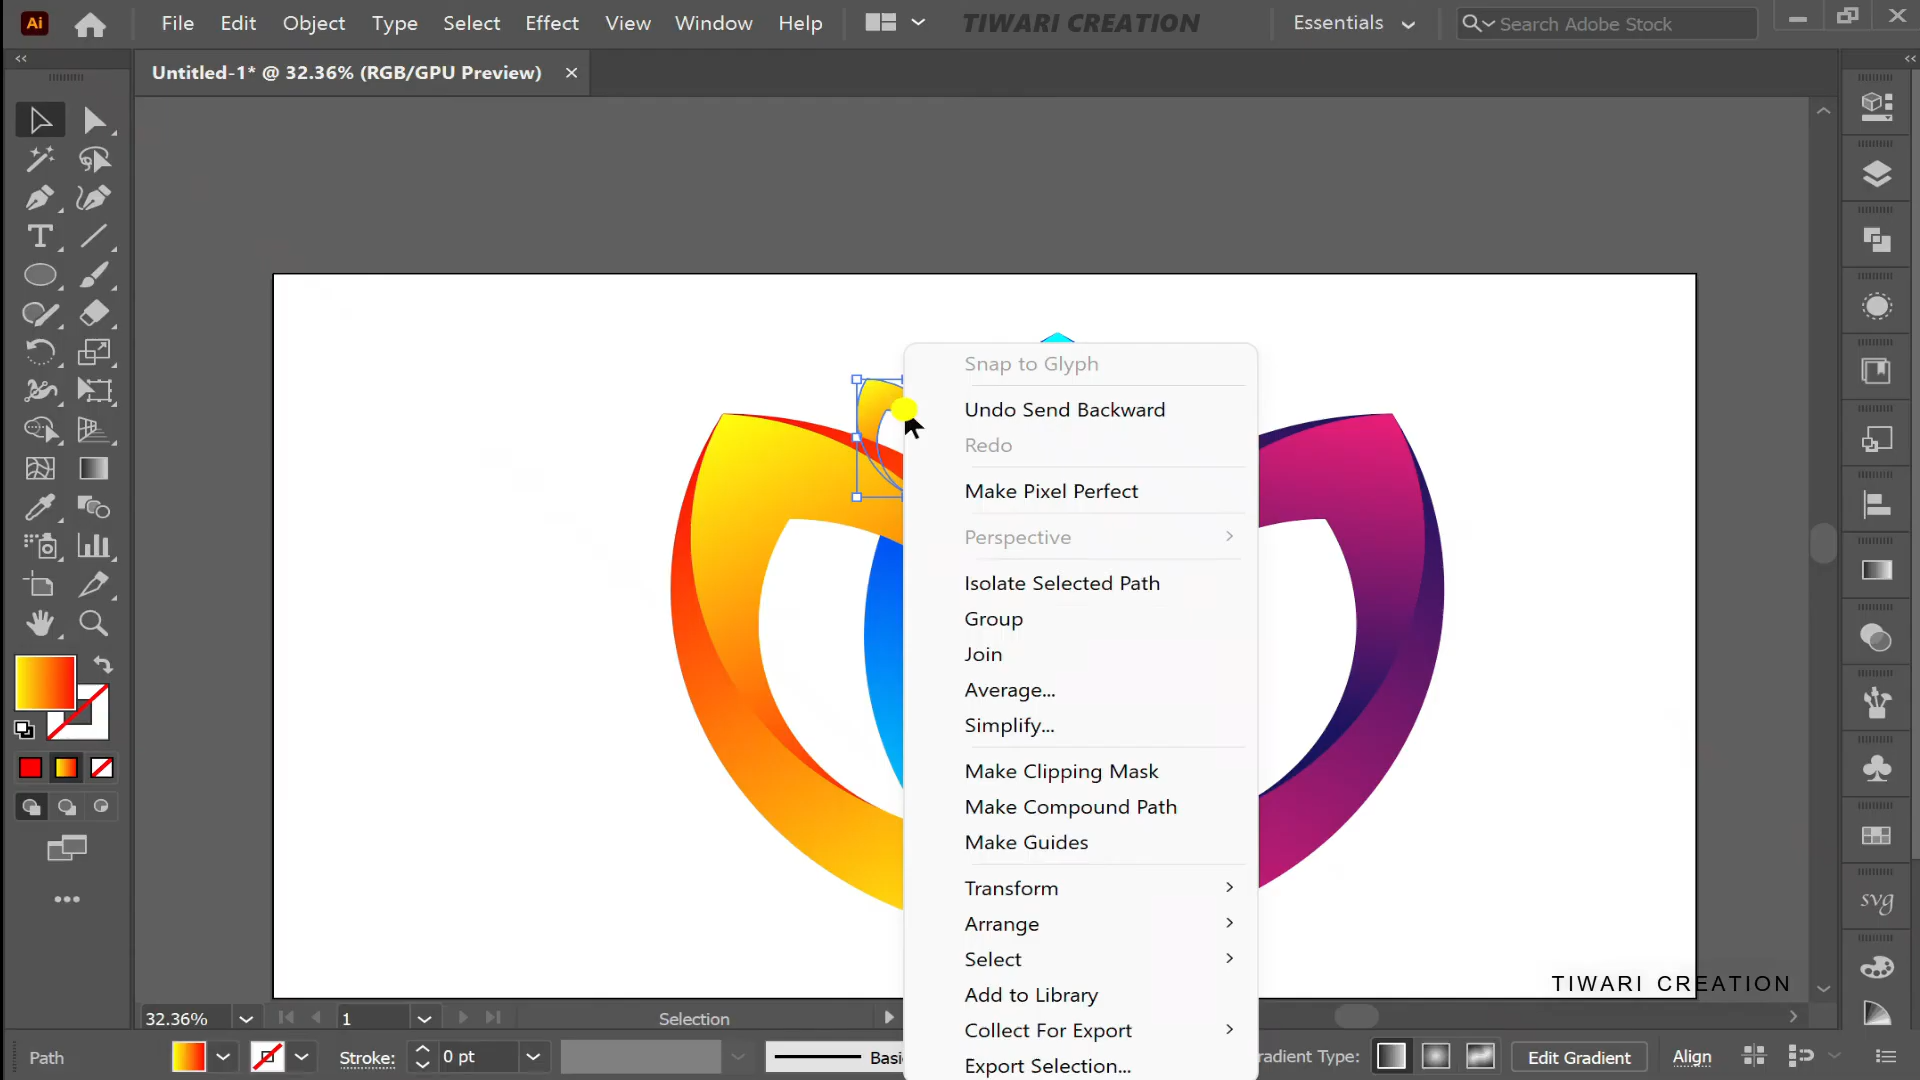 Ai File Edit Object Type Select Effect View Window Help TIWARI CREATION Essentials Search Adobe Stock
Untitled-1* @ 32.36% (RGB/GPU Preview)
Snap to Glyph
Undo Send Backward
Redo
Make Pixel Perfect
Perspective
Isolate Selected Path
Group
Join
Average...
Simplify...
Make Clipping Mask
Make Compound Path
Make Guides
Transform
Arrange
Select
Add to Library
Collect For Export
Export Selection...
svg
TIWARI CREATION
32.36% 1 Selection
Path Stroke: 0 pt Basi radient Type: Edit Gradient Align